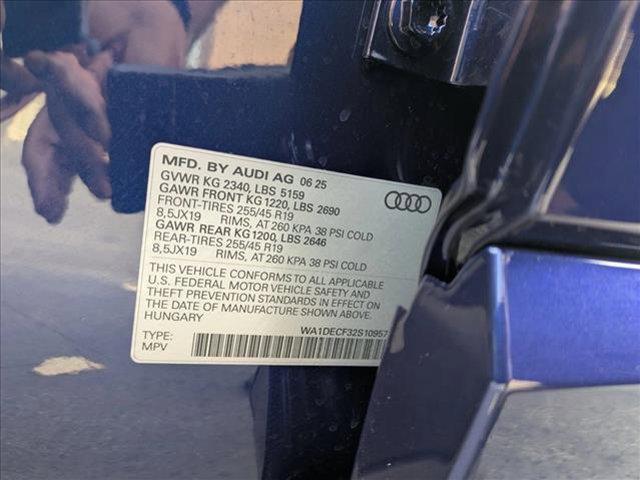 MFD. BY AUDI AG 06 25
GVWR KG 2340, LBS 5159
GAWR FRONT KG 1220, LBS 2690
FRONT-TIRES 255/45 R19
8,5JX19 RIMS, AT 260 KPA 38 PSI COLD
GAWR REAR KG 1200, LBS 2646
REAR-TIRES 255/45 R19
8,5JX19 RIMS, AT 260 KPA 38 PSI COLD
THIS VEHICLE CONFORMS TO ALL APPLICABLE
U.S. FEDERAL MOTOR VEHICLE SAFETY AND
THEFT PREVENTION STANDARDS IN EFFECT ON
THE DATE OF MANUFACTURE SHOWN ABOVE.
HUNGARY
WA1DECF32S10957
TYPE:
MPV